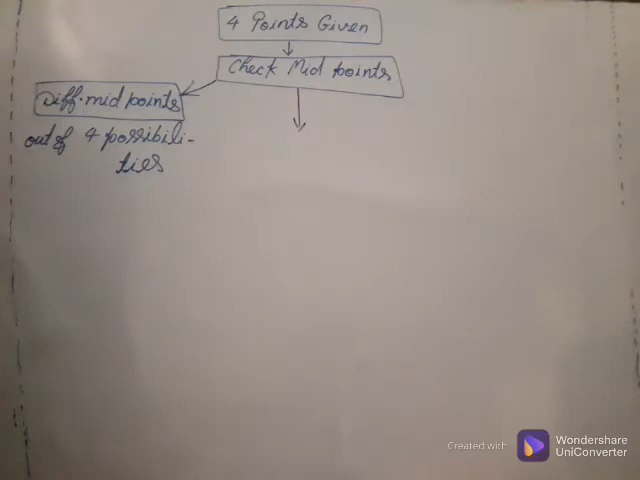 4 Points Given
Check Mid points
Diff. mid points
out of 4 possibili-
ties
Created with
Wondershare
UniConverter